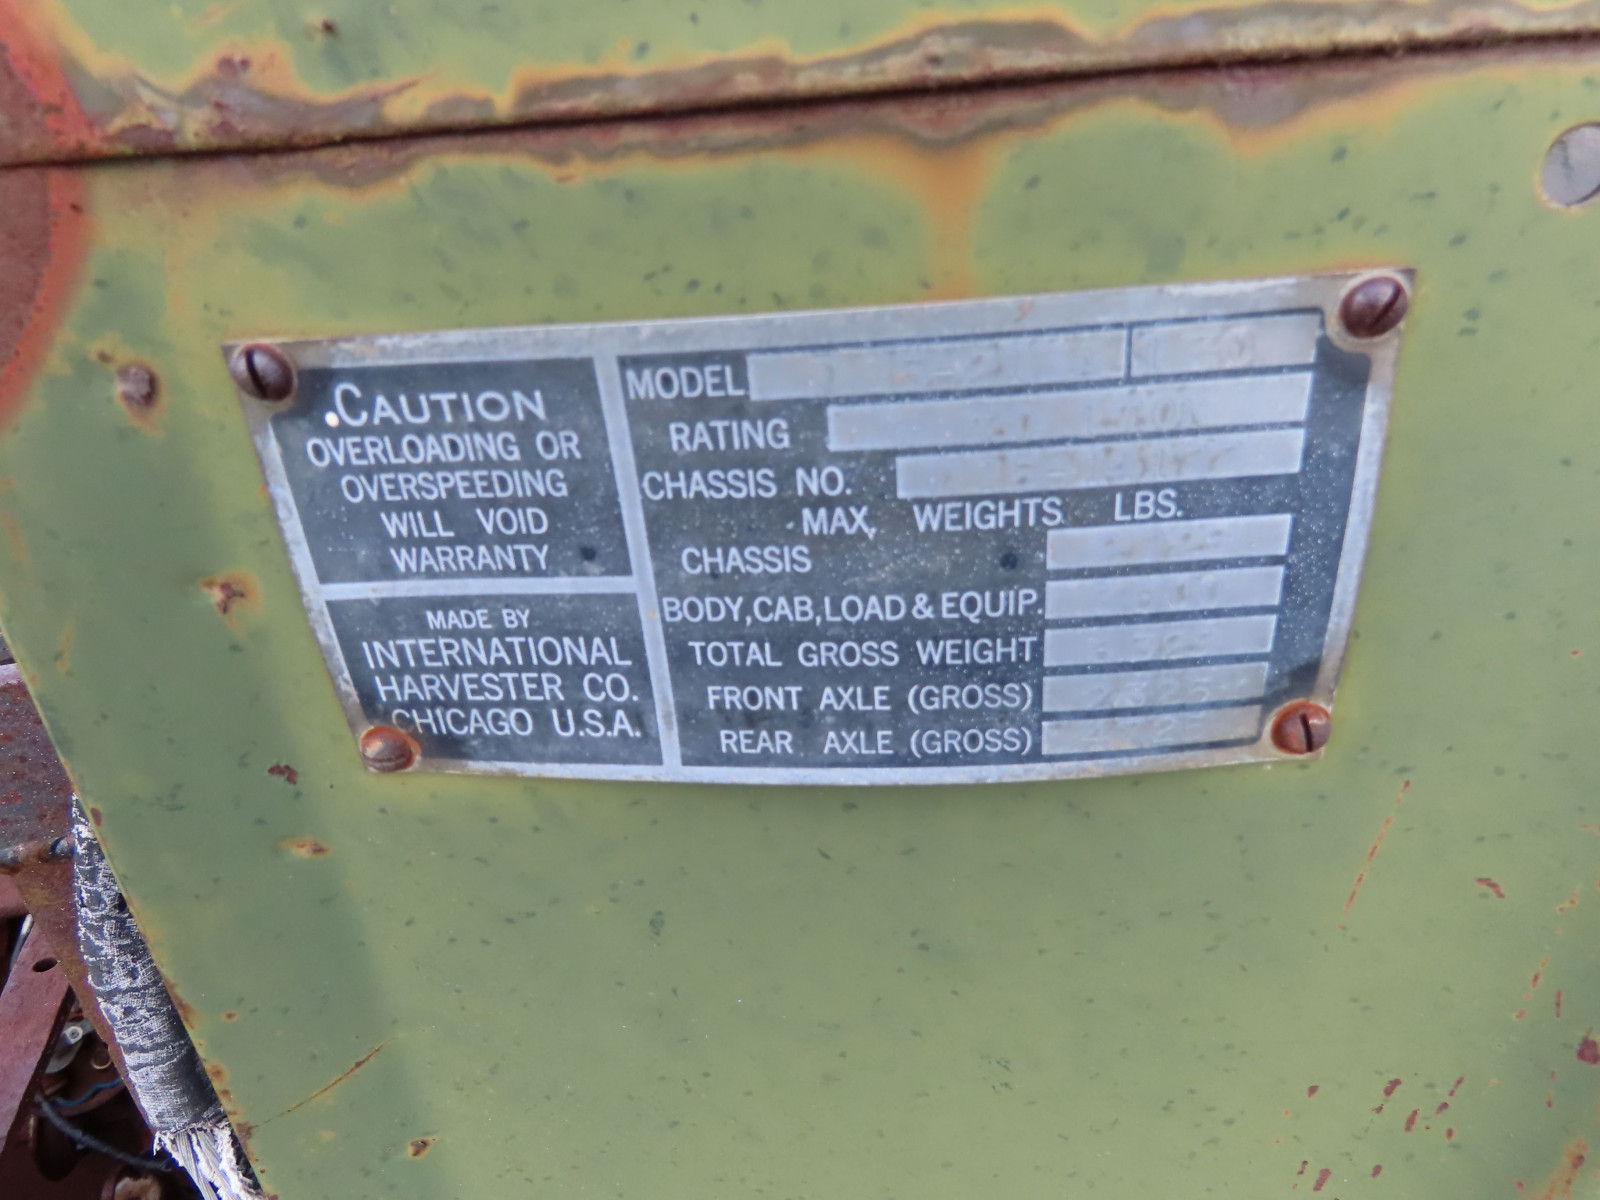 CAUTION
OVERLOADING OR
OVERSPEEDING
WILL VOID
WARRANTY
MADE BY
INTERNATIONAL
HARVESTER CO.
CHICAGO U.S.A.
MODEL
RATING
CHASSIS NO.
MAX. WEIGHTS LBS.
CHASSIS
BODY, CAB, LOAD & EQUIP.
TOTAL GROSS WEIGHT
FRONT AXLE (GROSS) 2325
REAR AXLE (GROSS)